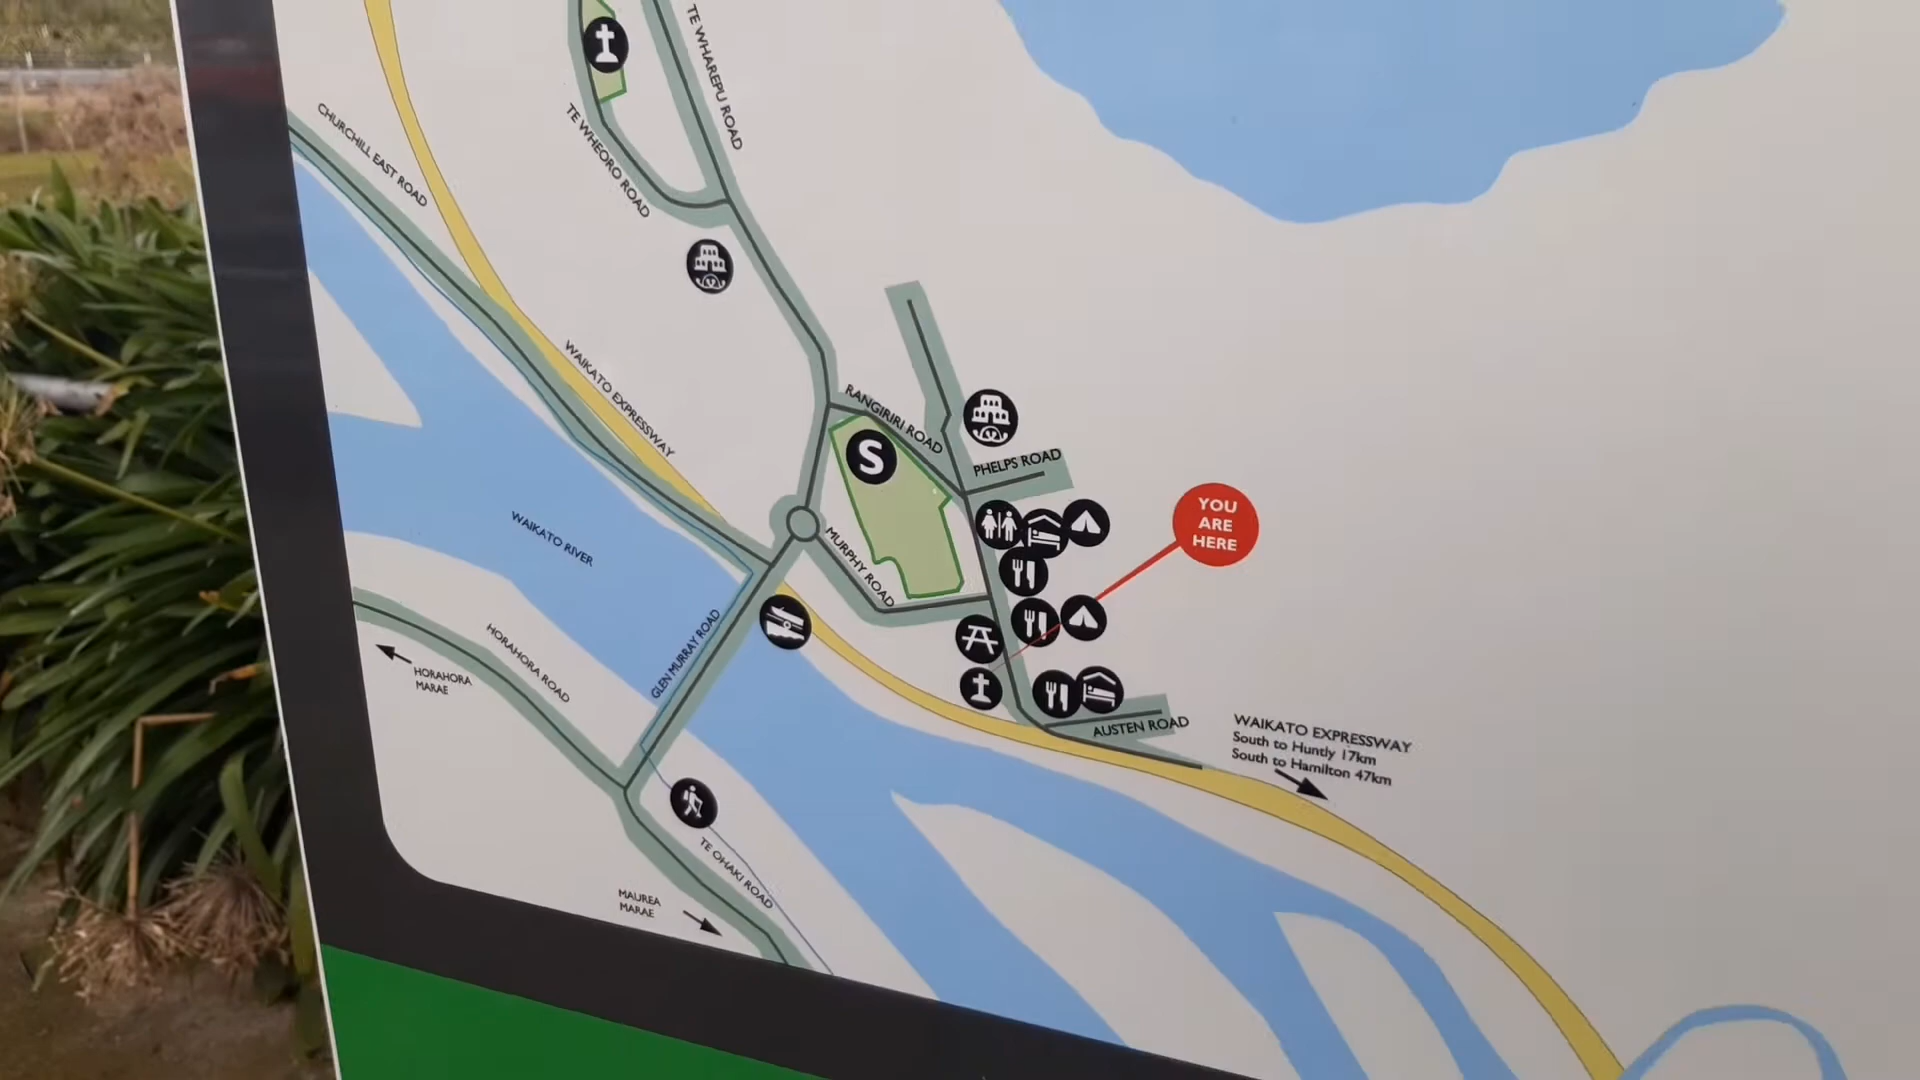 TE WHAREPU ROAD
CHURCHILL EAST ROAD
TE WHEORO ROAD
WAIKATO EXPRESSWAY
RANGIRIRI ROAD
S
PHELPS ROAD
YOU
ARE
HERE
WAIKATO RIVER
MURPHY ROAD
GLEN MURRAY ROAD
HORAHORA ROAD
HORAHORA
MARAE
AUSTEN ROAD
WAIKATO EXPRESSWAY
South to Huntly 17km
South to Hamilton 47km
TE OHAKI ROAD
MAUREA
MARAE